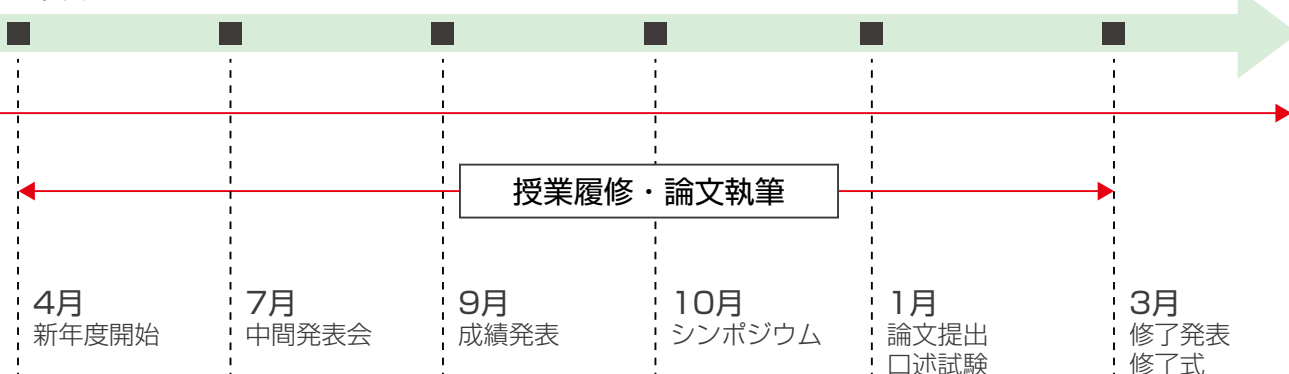 授業履修・論文執筆
4月
新年度開始
7月
中間発表会
9月
成績発表
10月
シンポジウム
1月
論文提出
口述試験
3月
修了発表
修了式